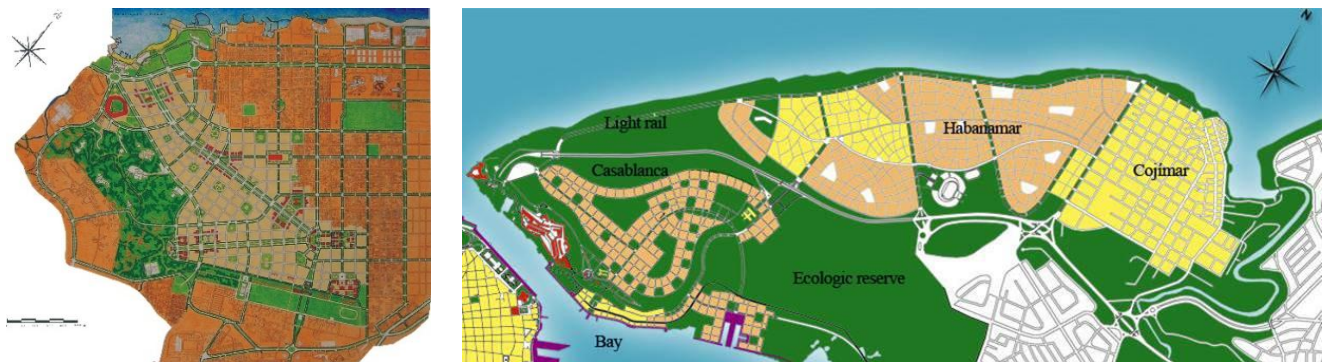 N
Light rail
Habanamar
Casablanca
Cojimar
Ecologic reserve
Bay